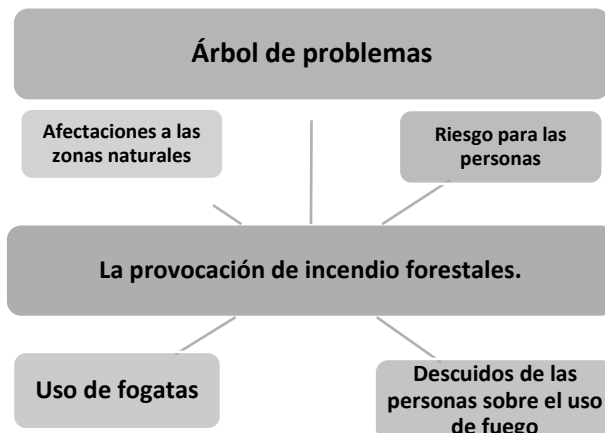 Árbol de problemas
Afectaciones a las
zonas naturales
Riesgo para las
personas
La provocación de incendio forestales.
Uso de fogatas
Descuidos de las
personas sobre el uso
de fuego